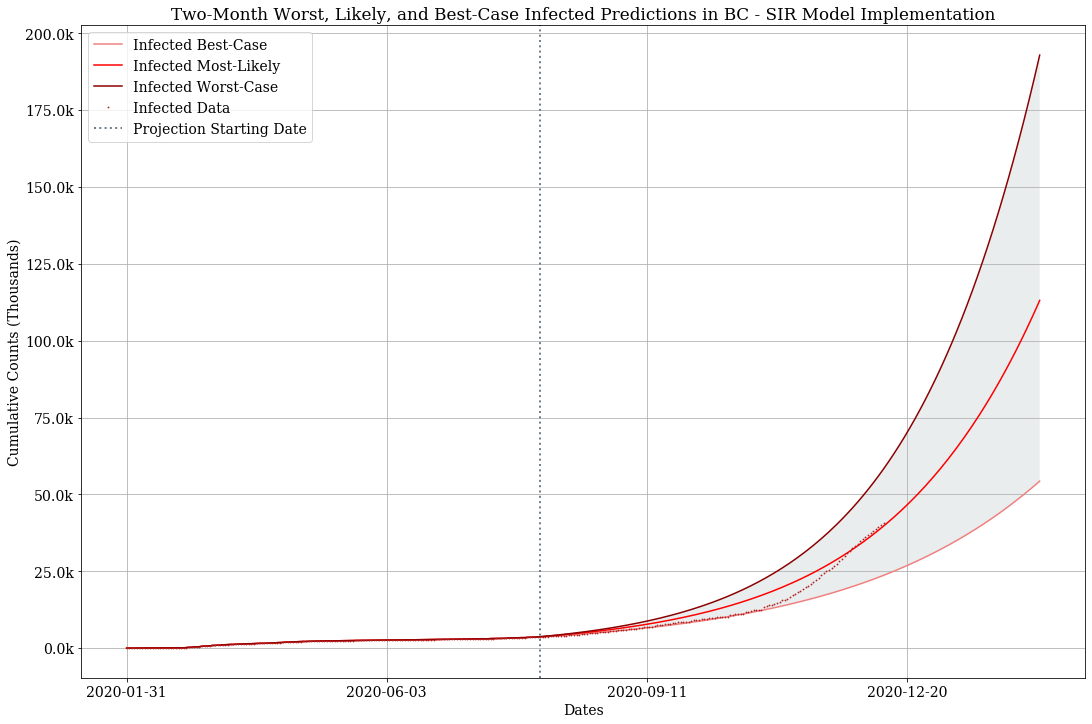 Two-Month Worst, Likely, and Best-Case Infected Predictions in BC - SIR Model Implementation
Infected Best-Case
Infected Most-Likely
Infected Worst-Case
Infected Data
Projection Starting Date
200.0k
175.0k
150.0k
125.0k
100.0k
75.0k
50.0k
25.0k
0.0k
Cumulative Counts (Thousands)
2020-01-31
2020-06-03
2020-09-11
2020-12-20
Dates